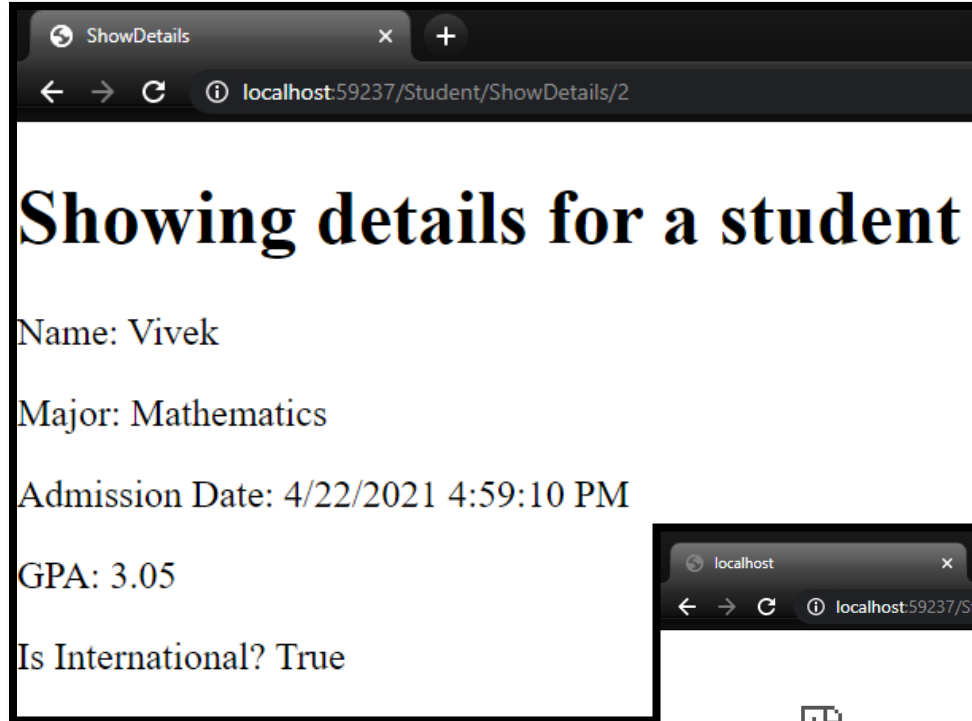 ShowDetails
localhost:59237/Student/ShowDetails/2
Showing details for a student
Name: Vivek
Major: Mathematics
Admission Date: 4/22/2021 4:59:10 PM
GPA: 3.05
Is International? True
localhost
localhost:59237/S